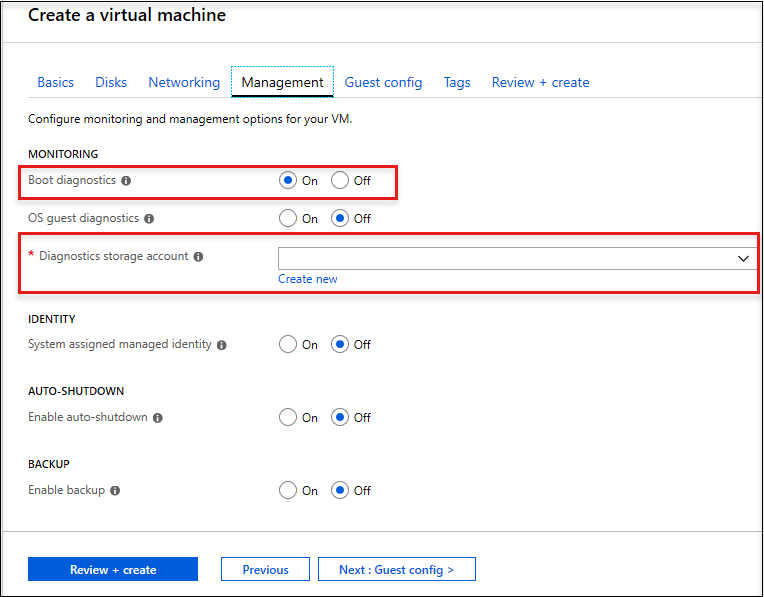 Create a virtual machine
Basics Disks Networking Management Guest config Tags Review + create
Configure monitoring and management options for your VM.
MONITORING
Boot diagnostics On Off
OS guest diagnostics On Off
* Diagnostics storage account
Create new
IDENTITY
System assigned managed identity On Off
AUTO-SHUTDOWN
Enable auto-shutdown On Off
BACKUP
Enable backup On Off
Review + create Previous Next : Guest config >